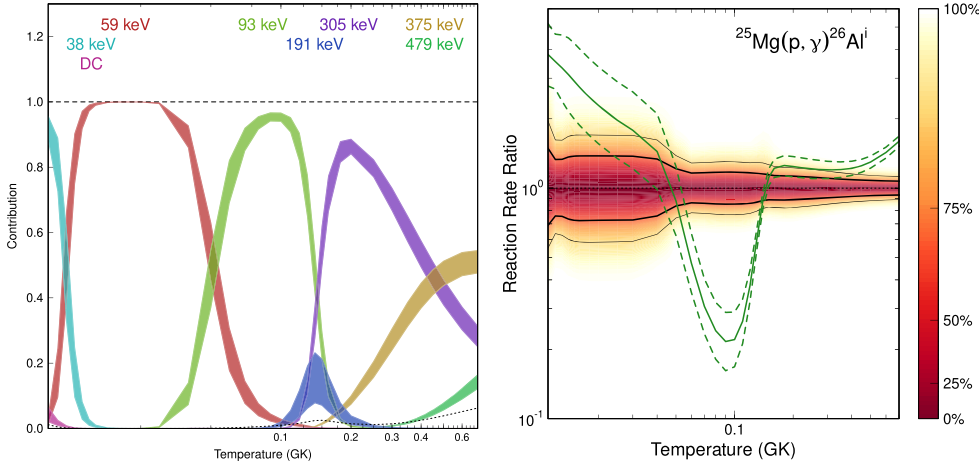 59 keV 93 keV 305 keV 375 keV
38 keV 191 keV 479 keV
DC
1.2
1.0
0.8
0.6
0.4
0.2
0.0
Contribution
0.1 0.2 0.3 0.4 0.6
Temperature (GK)
²⁵Mg(p, γ)²⁶Alⁱ
Reaction Rate Ratio
10⁰
10⁻¹
0.1
Temperature (GK)
100%
75%
50%
25%
0%